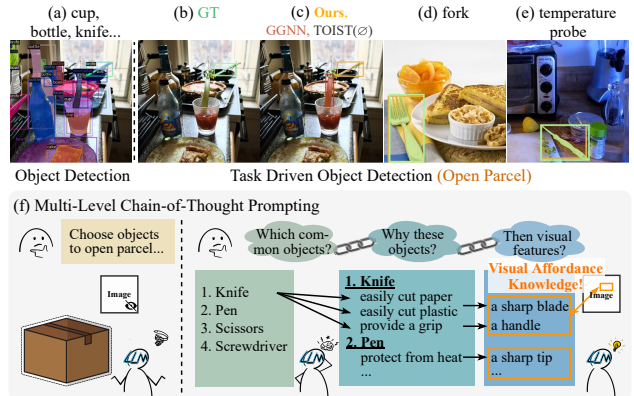 (a) cup,
bottle, knife...
(b) GT
(c) Ours,
GGNN, TOIST(∅)
(d) fork
(e) temperature
probe
Object Detection
Task Driven Object Detection (Open Parcel)
(f) Multi-Level Chain-of-Thought Prompting
Choose objects
to open parcel...
Which com-
mon objects?
Why these
objects?
Then visual
features?
Visual Affordance
Knowledge!
Image
Image
1. Knife
2. Pen
3. Scissors
4. Screwdriver
1. Knife
easily cut paper
easily cut plastic
provide a grip
2. Pen
protect from heat
...
a sharp blade
a handle
a sharp tip
...
LLM
LLM
LLM